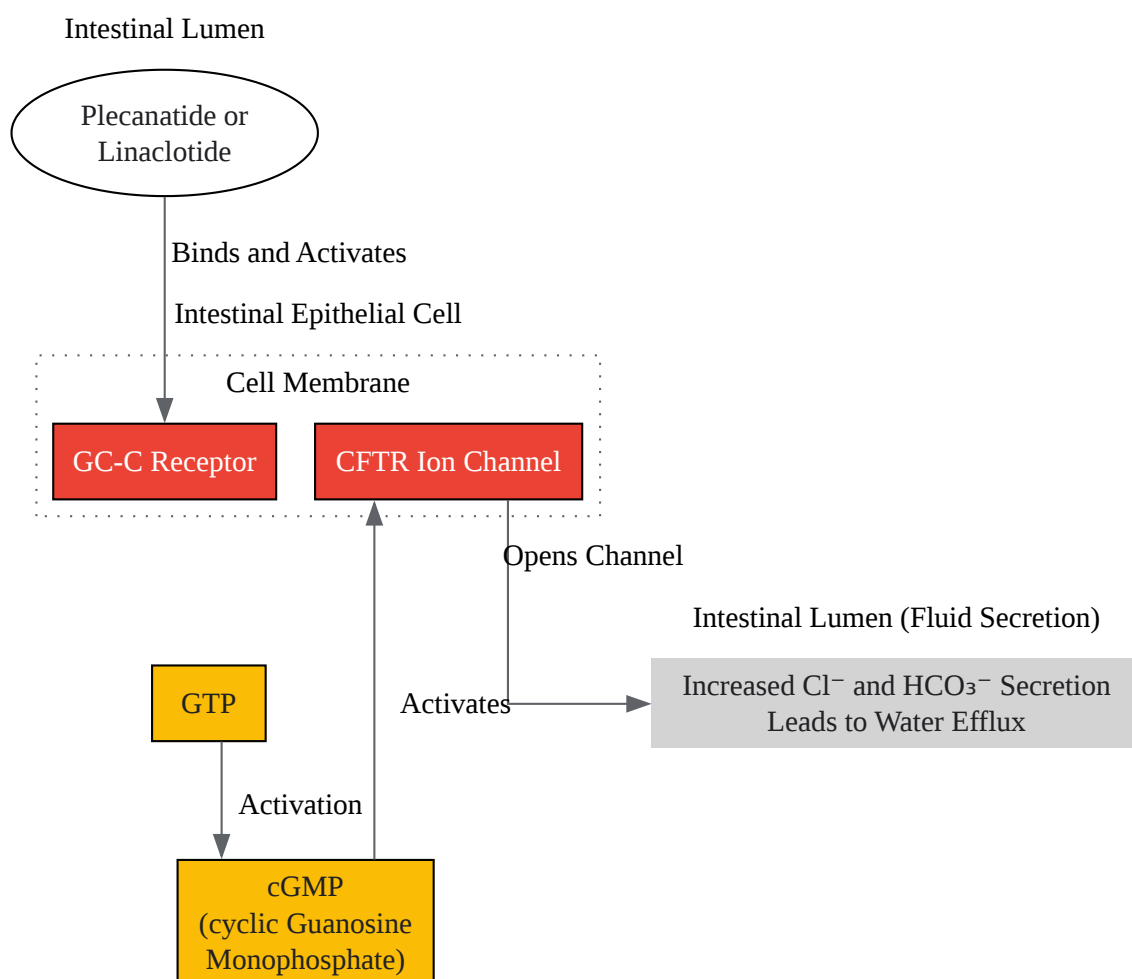 Intestinal Lumen
Plecanatide or
Linaclotide
Binds and Activates
Intestinal Epithelial Cell
Cell Membrane
GC-C Receptor
CFTR Ion Channel
Opens Channel
Intestinal Lumen (Fluid Secretion)
Increased Cl⁻ and HCO₃⁻ Secretion
Leads to Water Efflux
GTP
Activates
Activation
cGMP
(cyclic Guanosine
Monophosphate)